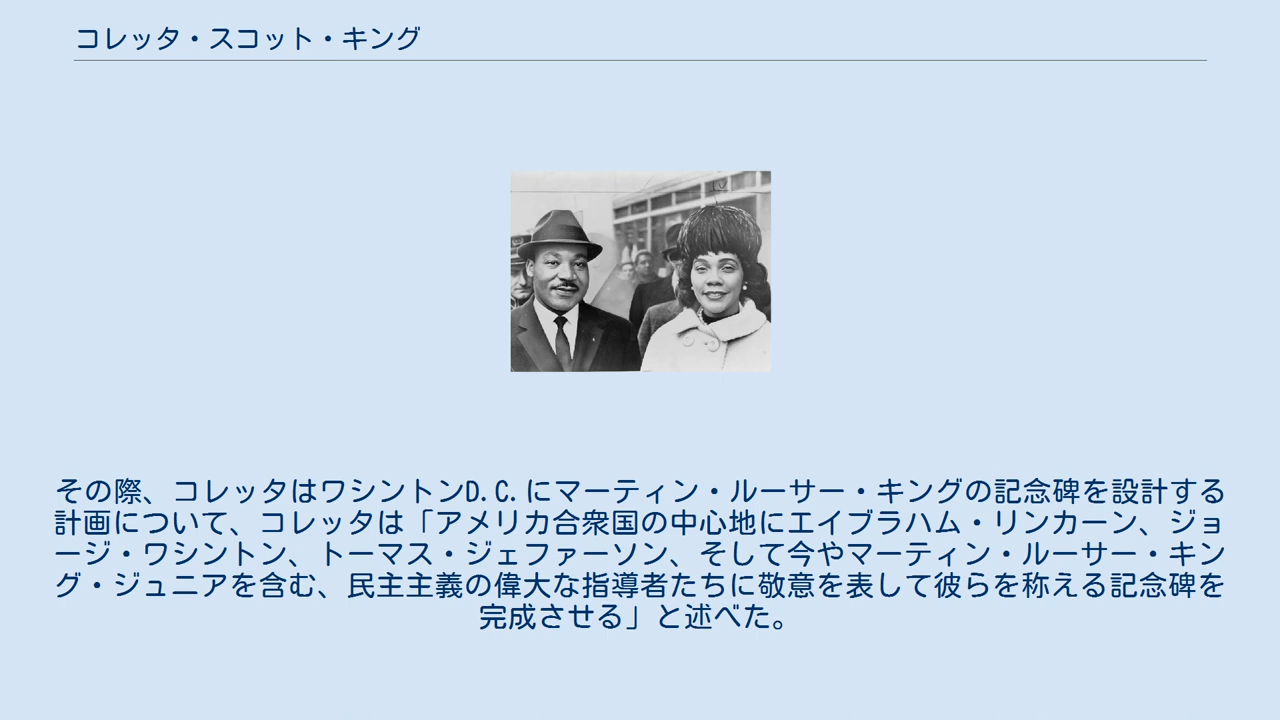 コレッタ・スコット・キング
その際、コレッタはワシントンD.C.にマーティン・ルーサー・キングの記念碑を設計する
計画について、コレッタは「アメリカ合衆国の中心地にエイブラハム・リンカーン、ジョ
ージ・ワシントン、トーマス・ジェファーソン、そして今やマーティン・ルーサー・キン
グ・ジュニアを含む、民主主義の偉大な指導者たちに敬意を表して彼らを称える記念碑を
完成させる」と述べた。